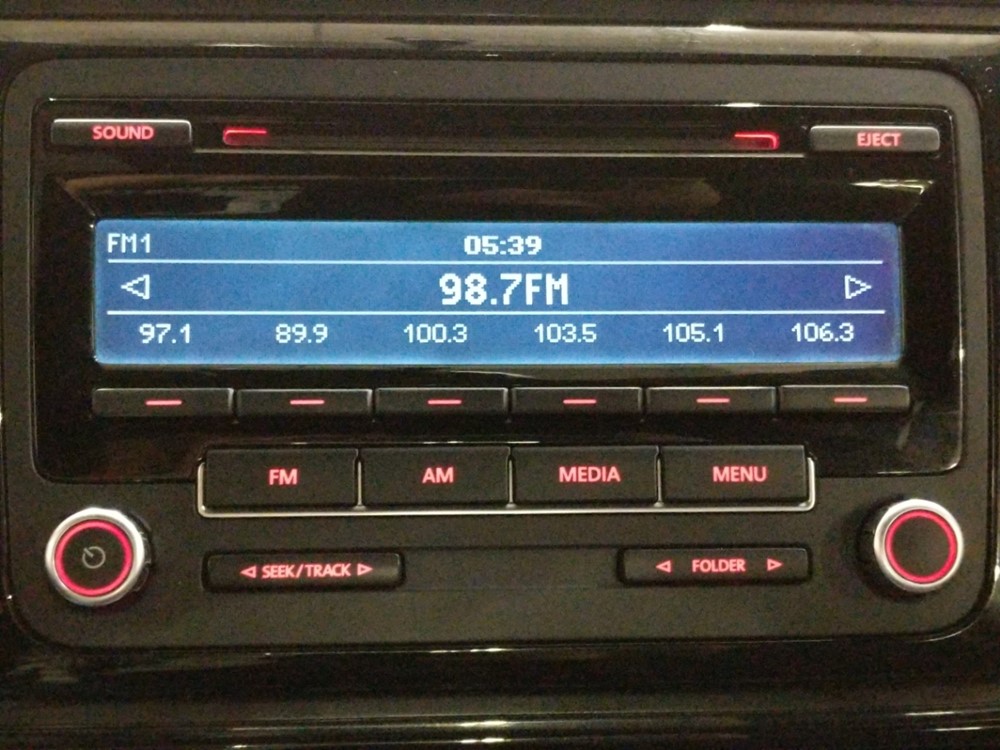 SOUND EJECT
FM1 05:39
98.7FM
97.1 89.9 100.3 103.5 105.1 106.3
FM AM MEDIA MENU
SEEK/TRACK FOLDER